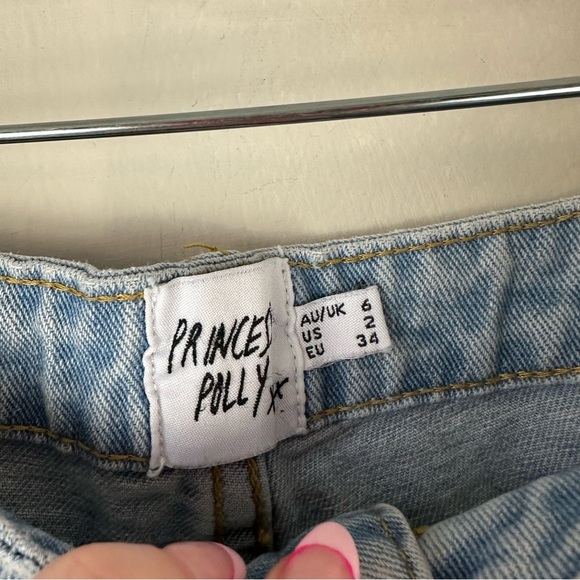 PRINCESS
POLLY xx
AU/UK 6
US 2
EU 34